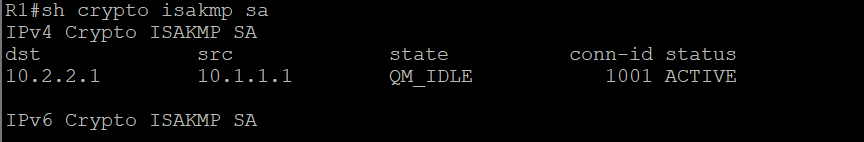 R1#sh crypto isakmp sa
IPv4 Crypto ISAKMP SA
dst src state conn-id status
10.2.2.1 10.1.1.1 QM_IDLE 1001 ACTIVE
IPv6 Crypto ISAKMP SA